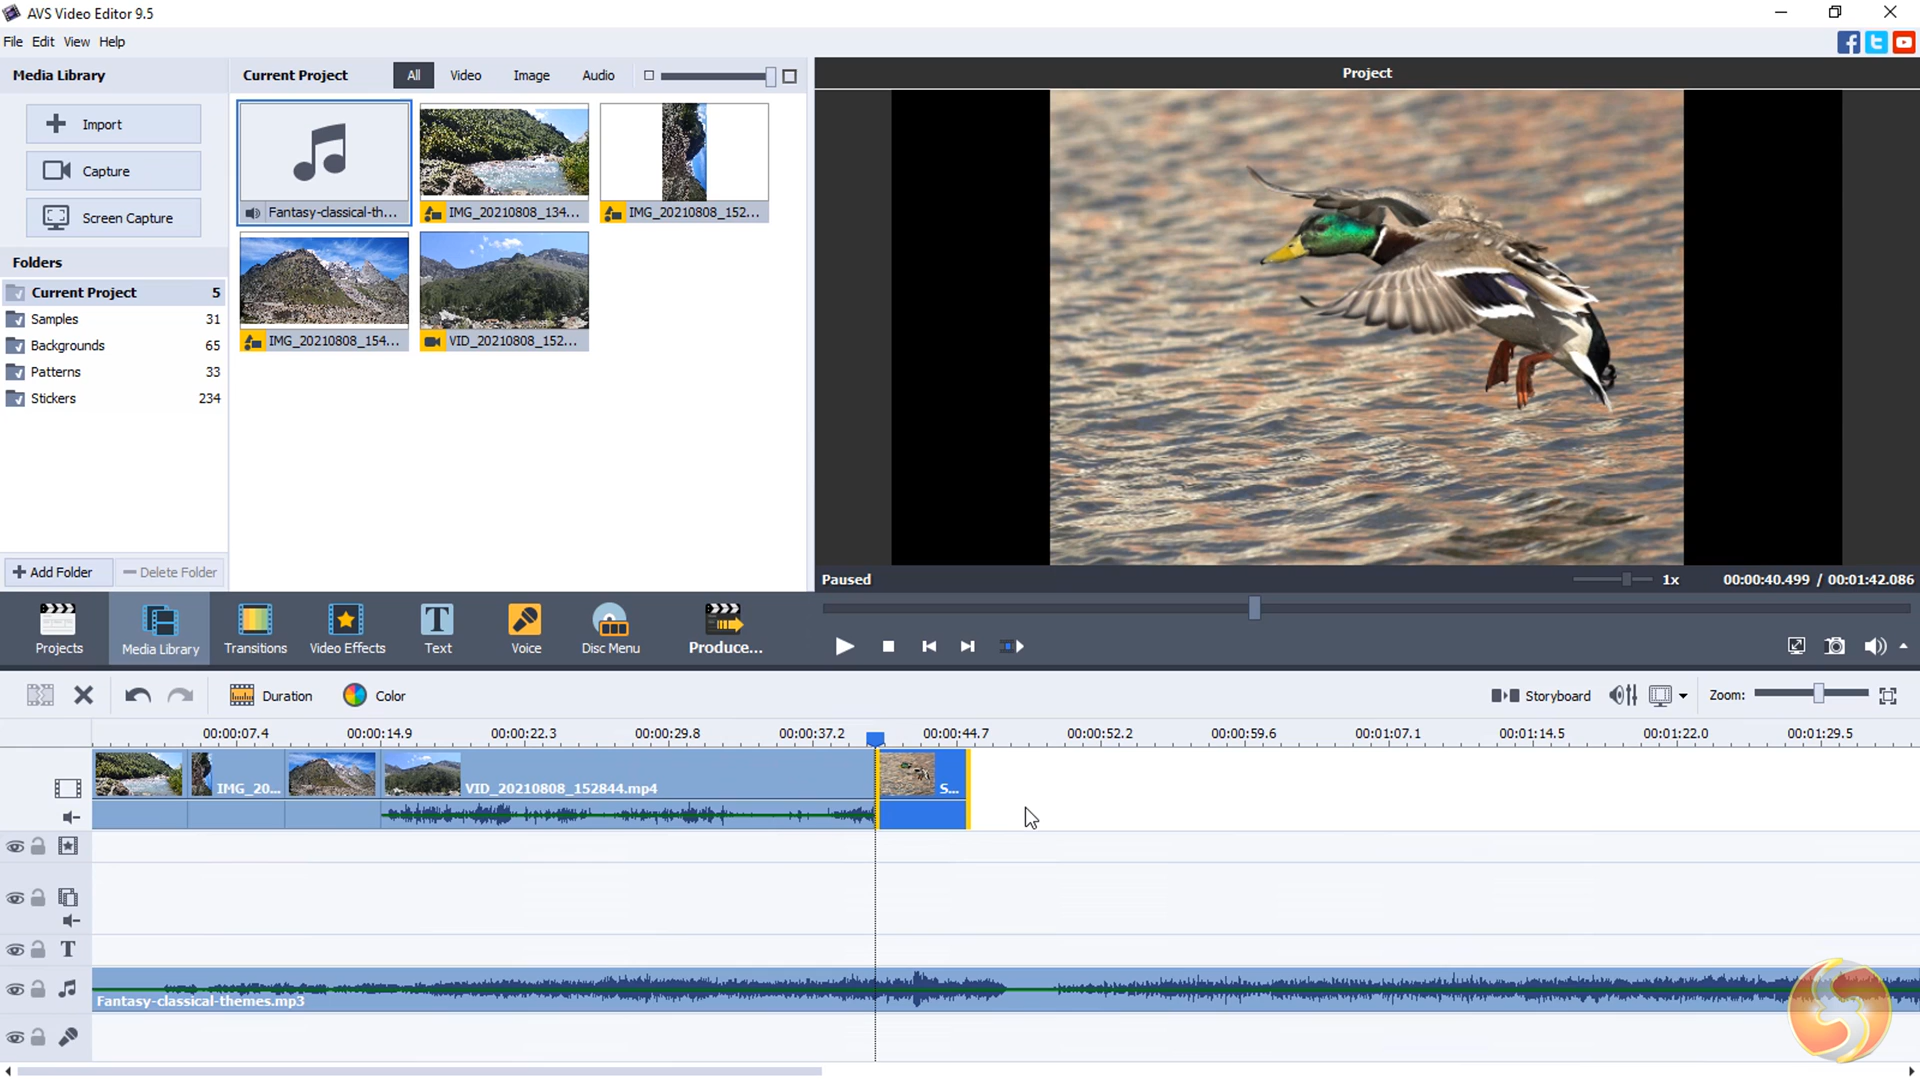 AVS Video Editor 9.5
File Edit View Help
Media Library
Current Project
All Video Image Audio
Project
Import
Capture
Screen Capture
Fantasy-classical-th...
IMG_20210808_134...
IMG_20210808_152...
IMG_20210808_154...
VID_20210808_152...
Folders
Current Project 5
Samples 31
Backgrounds 65
Patterns 33
Stickers 234
Add Folder
Delete Folder
Paused
1x
00:00:40.499 / 00:01:42.086
Projects
Media Library
Transitions
Video Effects
T
Text
Voice
Disc Menu
Produce...
Duration
Color
Storyboard
Zoom:
00:00:07.4 00:00:14.9 00:00:22.3 00:00:29.8 00:00:37.2 00:00:44.7 00:00:52.2 00:00:59.6 00:01:07.1 00:01:14.5 00:01:22.0 00:01:29.5
IMG_20...
VID_20210808_152844.mp4
S...
T
Fantasy-classical-themes.mp3